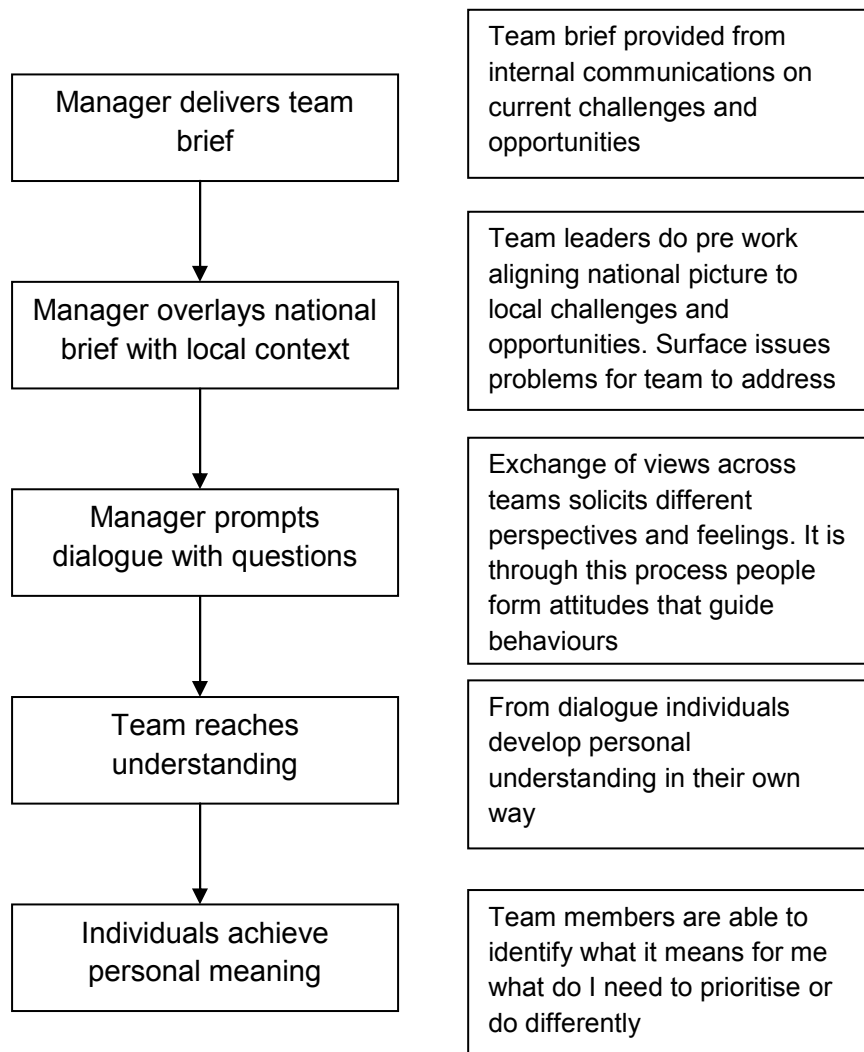 Manager delivers team
brief
Team brief provided from
internal communications on
current challenges and
opportunities
Manager overlays national
brief with local context
Team leaders do pre work
aligning national picture to
local challenges and
opportunities. Surface issues
problems for team to address
Manager prompts
dialogue with questions
Exchange of views across
teams solicits different
perspectives and feelings. It is
through this process people
form attitudes that guide
behaviours
Team reaches
understanding
From dialogue individuals
develop personal
understanding in their own
way
Individuals achieve
personal meaning
Team members are able to
identify what it means for me
what do I need to prioritise or
do differently